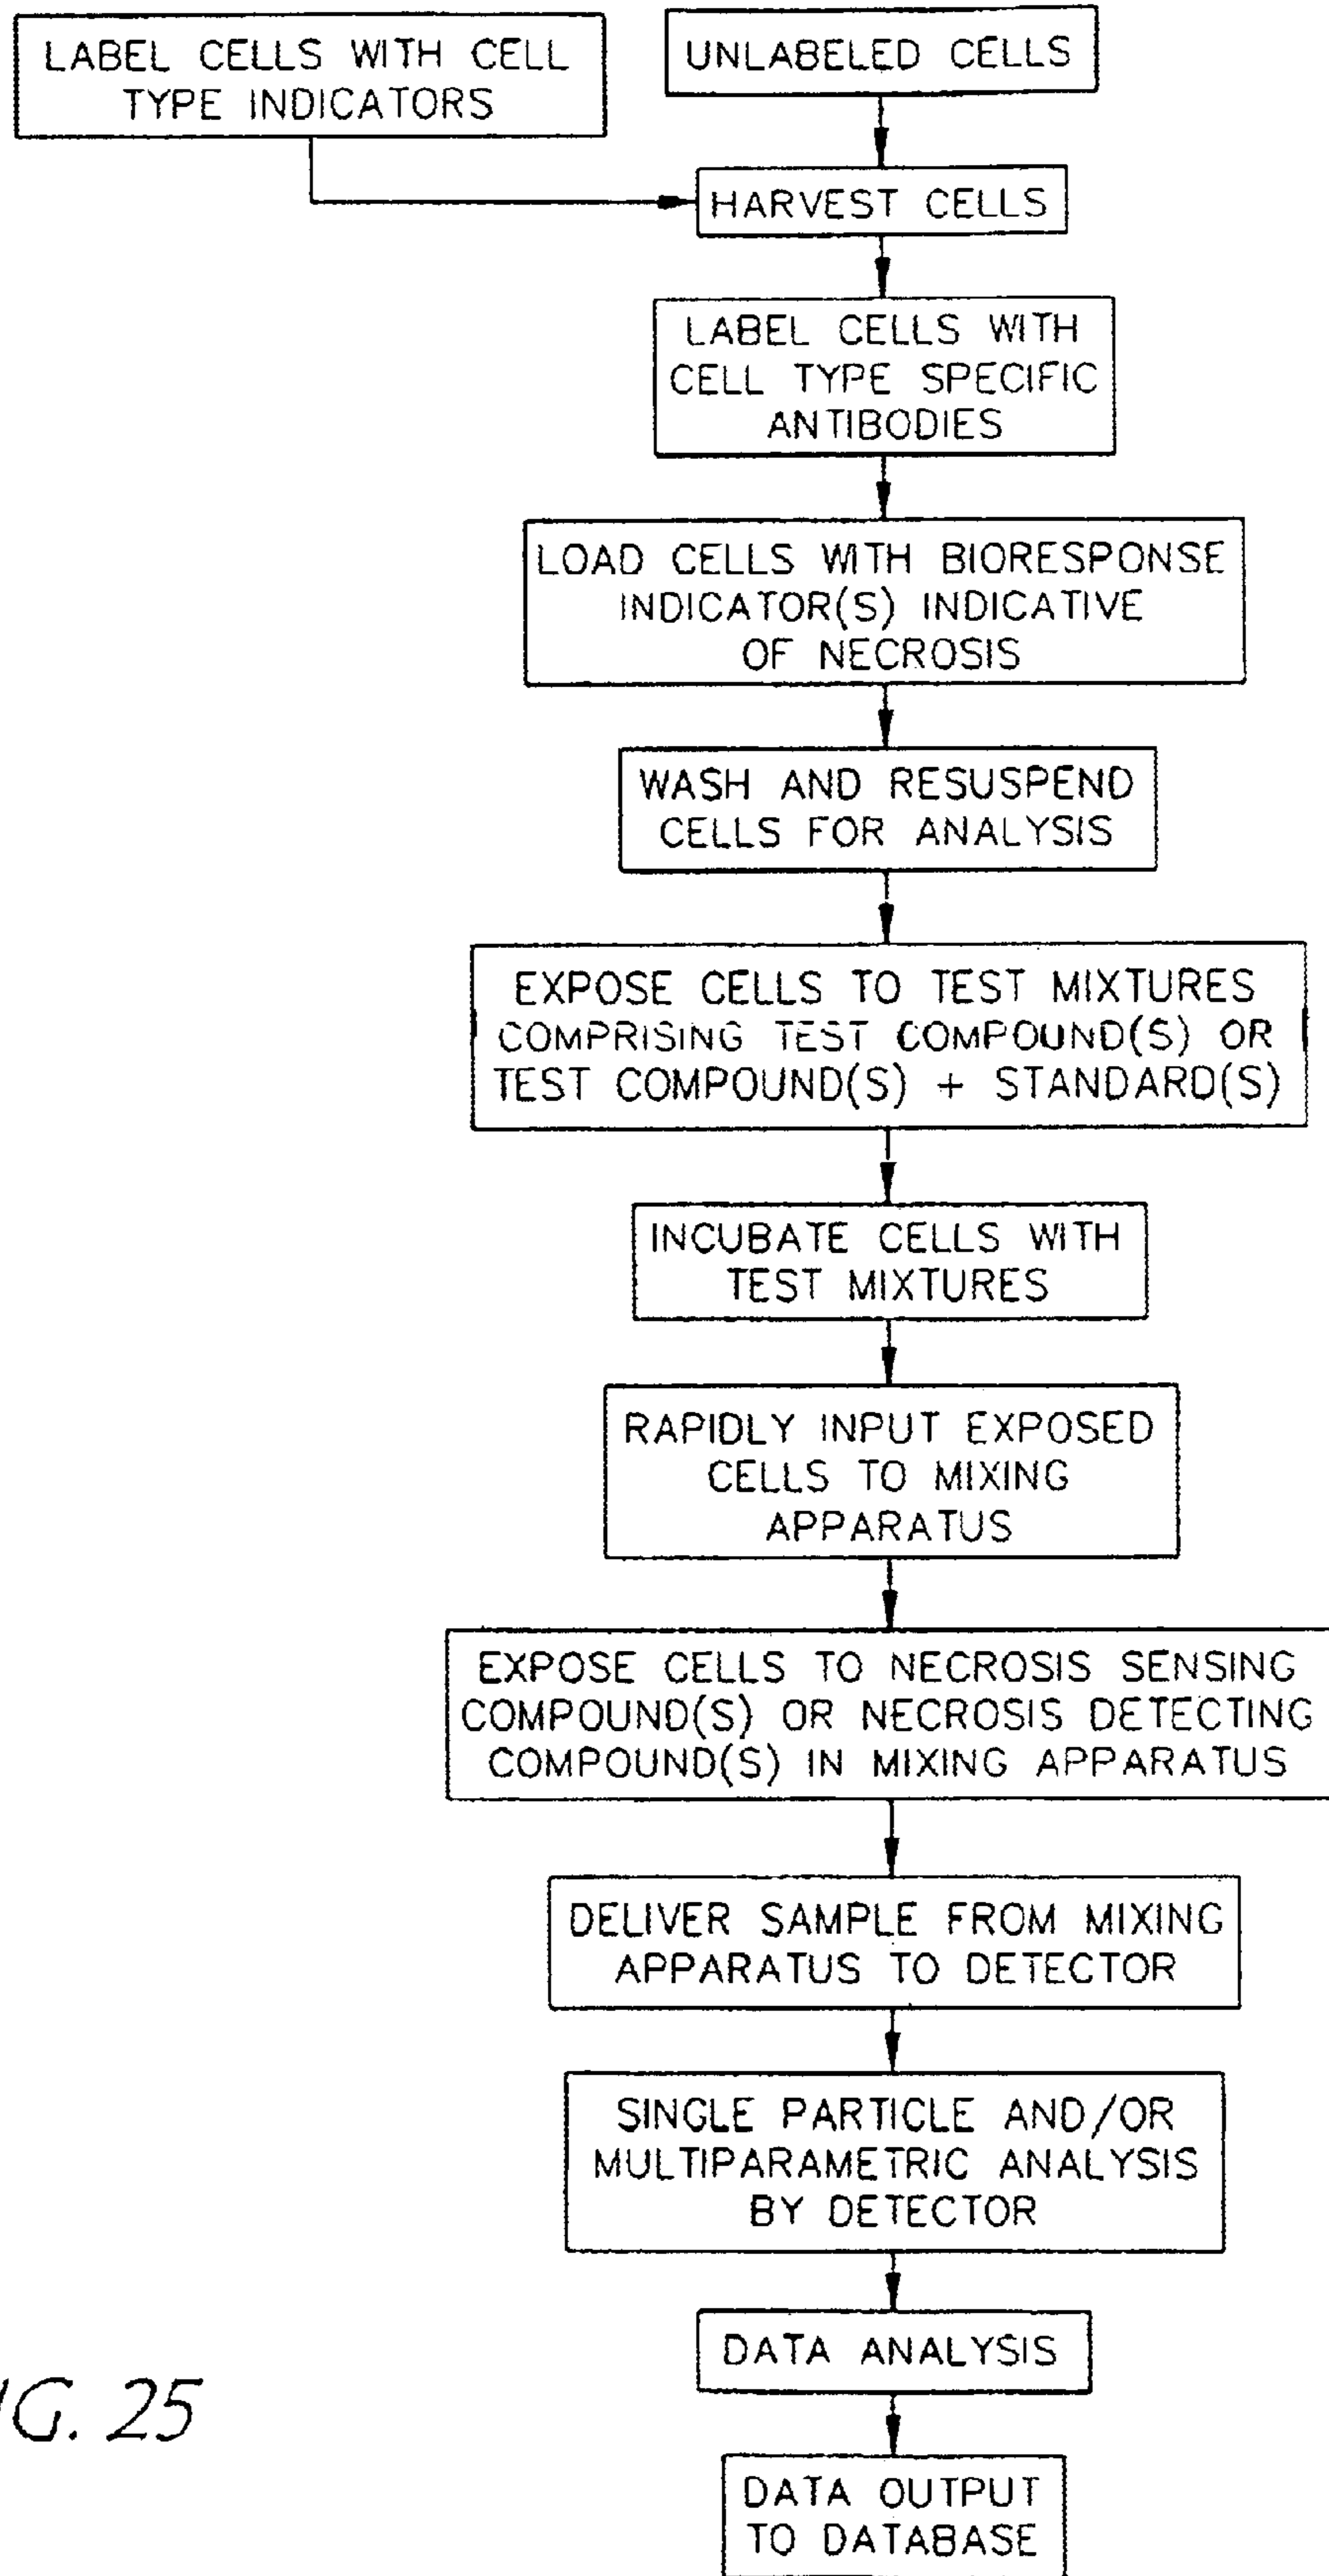 LABEL CELLS WITH CELL
TYPE INDICATORS
UNLABELED CELLS
HARVEST CELLS
LABEL CELLS WITH
CELL TYPE SPECIFIC
ANTIBODIES
LOAD CELLS WITH BIORESPONSE
INDICATOR(S) INDICATIVE
OF NECROSIS
WASH AND RESUSPEND
CELLS FOR ANALYSIS
EXPOSE CELLS TO TEST MIXTURES
COMPRISING TEST COMPOUND(S) OR
TEST COMPOUND(S) + STANDARD(S)
INCUBATE CELLS WITH
TEST MIXTURES
RAPIDLY INPUT EXPOSED
CELLS TO MIXING
APPARATUS
EXPOSE CELLS TO NECROSIS SENSING
COMPOUND(S) OR NECROSIS DETECTING
COMPOUND(S) IN MIXING APPARATUS
DELIVER SAMPLE FROM MIXING
APPARATUS TO DETECTOR
SINGLE PARTICLE AND/OR
MULTIPARAMETRIC ANALYSIS
BY DETECTOR
DATA ANALYSIS
DATA OUTPUT
TO DATABASE
IG. 25